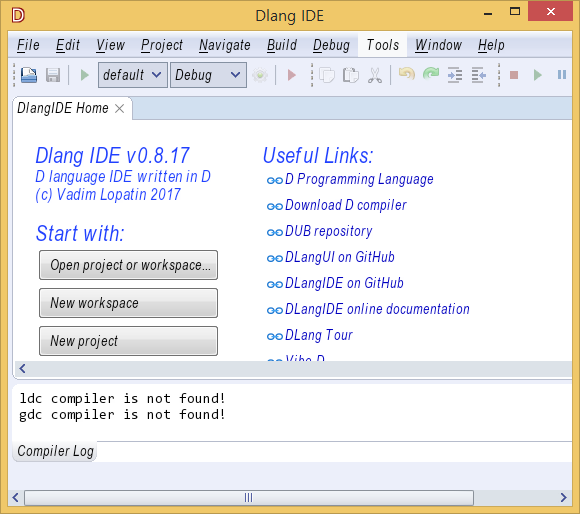 Dlang IDE
File Edit View Project Navigate Build Debug Tools Window Help
default Debug
DlangIDE Home
Dlang IDE v0.8.17
D language IDE written in D
(c) Vadim Lopatin 2017
Start with:
Open project or workspace...
New workspace
New project
Useful Links:
D Programming Language
Download D compiler
DUB repository
DLangUI on GitHub
DLangIDE on GitHub
DLangIDE online documentation
DLang Tour
Vibe.D
ldc compiler is not found!
gdc compiler is not found!
Compiler Log